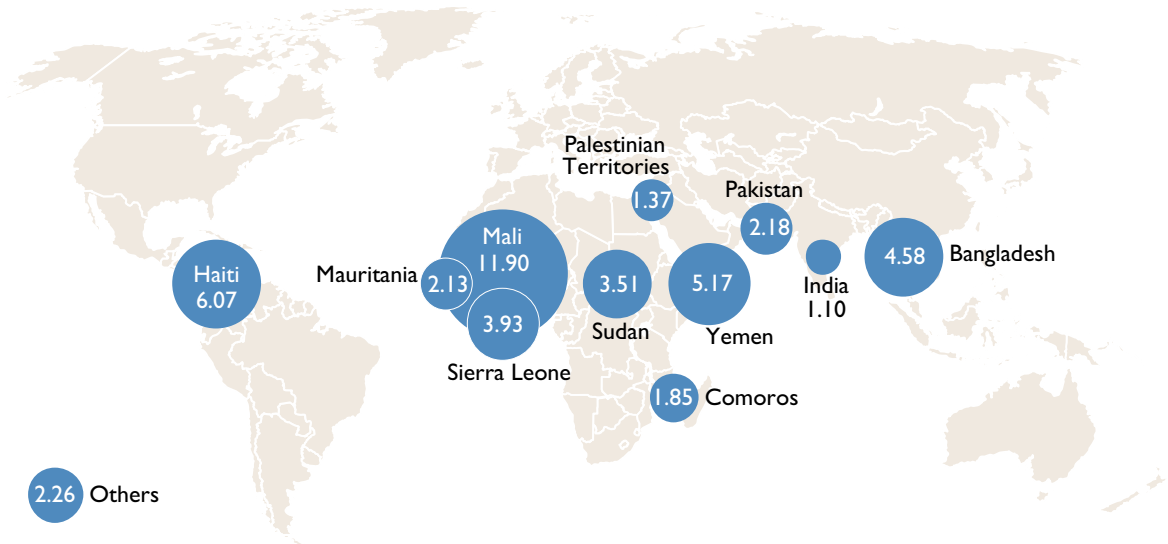 Palestinian
Territories
1.37
Pakistan
2.18
Mali
11.90
Mauritania
2.13
Haiti
6.07
3.93
Sierra Leone
3.51
Sudan
5.17
Yemen
India
1.10
4.58
Bangladesh
1.85
Comoros
2.26
Others